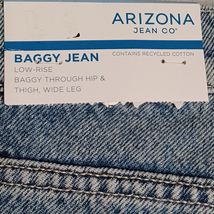 ARIZONA
JEAN CO
BAGGY JEAN
CONTAINS RECYCLED COTTON
LOW-RISE
BAGGY THROUGH HIP &
THIGH, WIDE LEG